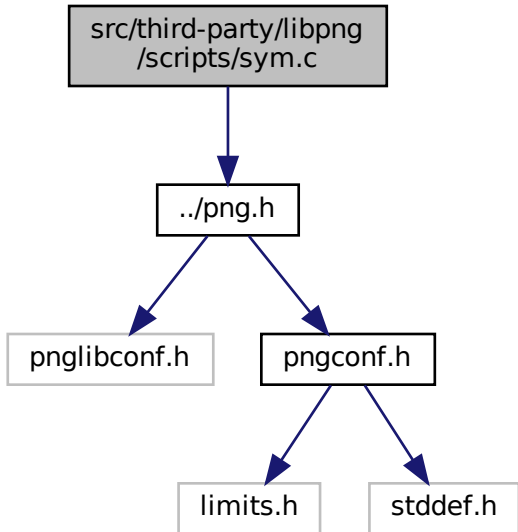 src/third-party/libpng
/scripts/sym.c
../png.h
pnglibconf.h
pngconf.h
limits.h
stddef.h